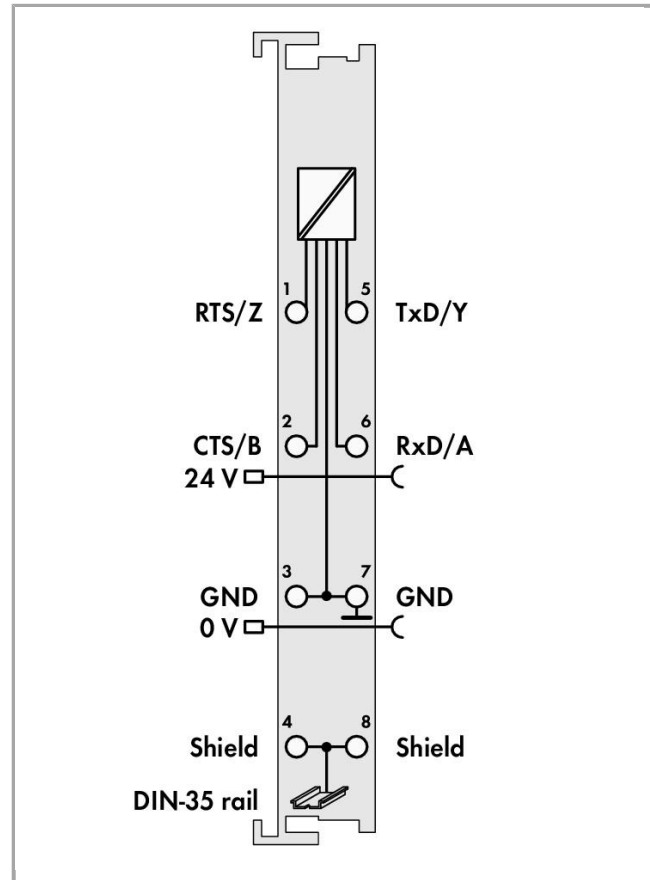 1 5
RTS/Z TxD/Y
2 6
CTS/B RxD/A
24 V
3 7
GND GND
0 V
4 8
Shield Shield
DIN-35 rail